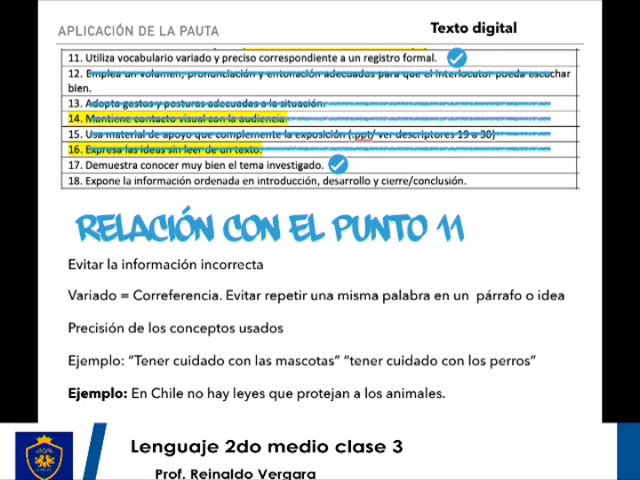 APLICACIÓN DE LA PAUTA
Texto digital
11. Utiliza vocabulario variado y preciso correspondiente a un registro formal.
12. Emplea un volumen, pronunciación y entonación adecuados para que el interlocutor pueda escuchar
bien.
13. Adopta gestos y posturas adecuadas a la situación.
14. Mantiene contacto visual con la audiencia.
15. Usa material de apoyo que complemente la exposición (.ppt/ ver descriptores 19 a 30)
16. Expresa las ideas sin leer de un texto.
17. Demuestra conocer muy bien el tema investigado.
18. Expone la información ordenada en introducción, desarrollo y cierre/conclusión.
RELACIÓN CON EL PUNTO 11
Evitar la información incorrecta
Variado = Correferencia. Evitar repetir una misma palabra en un párrafo o idea
Precisión de los conceptos usados
Ejemplo: “Tener cuidado con las mascotas” “tener cuidado con los perros”
Ejemplo: En Chile no hay leyes que protejan a los animales.
Lenguaje 2do medio clase 3
Prof. Reinaldo Vergara